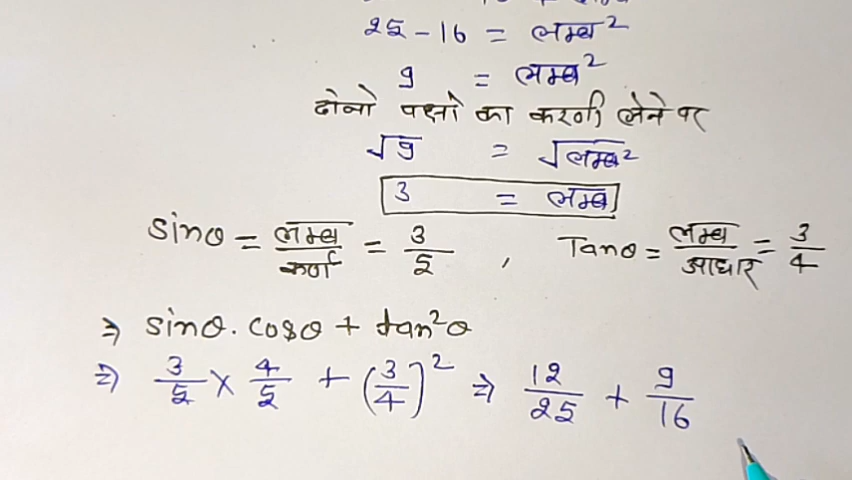 25 - 16 = लम्ब²
9 = लम्ब²
दोनो पक्षो का करणी लेने पर
√9 = √लम्ब²
3 = लम्ब
sinθ = लम्ब/कर्ण = 3/5 , Tanθ = लम्ब/आधार = 3/4
⇒ sinθ. cosθ + tan²θ
⇒ 3/5 × 4/5 + (3/4)² ⇒ 12/25 + 9/16